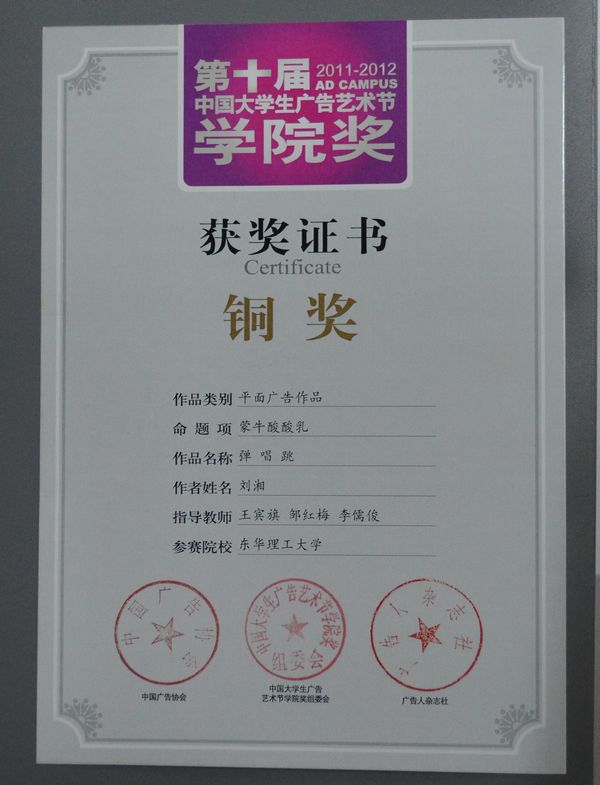 第十届 2011-2012
AD CAMPUS
中国大学生广告艺术节
学院奖
获奖证书
Certificate
铜奖
作品类别 平面广告作品
命题项 蒙牛酸酸乳
作品名称 弹 唱 跳
作者姓名 刘湘
指导教师 王宾旗 邹红梅 李儒俊
参赛院校 东华理工大学
中国广告协会
中国大学生广告艺术节学院奖
组委会
广告人杂志社
中国广告协会
中国大学生广告
艺术节学院奖组委会
广告人杂志社